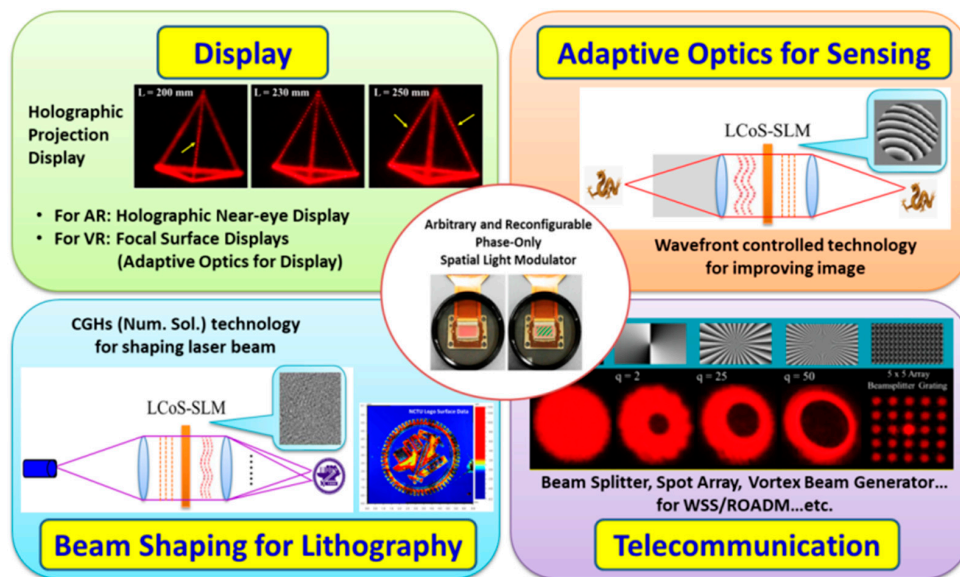 Display
L = 200 mm
L = 230 mm
L = 250 mm
Holographic
Projection
Display
• For AR: Holographic Near-eye Display
• For VR: Focal Surface Displays
(Adaptive Optics for Display)
Adaptive Optics for Sensing
LCoS-SLM
Wavefront controlled technology
for improving image
Arbitrary and Reconfigurable
Phase-Only
Spatial Light Modulator
CGHs (Num. Sol.) technology
for shaping laser beam
LCoS-SLM
NCTU Logo Surface Data
Beam Shaping for Lithography
q = 2
q = 25
q = 50
5 x 5 Array
Beamsplitter Grating
Beam Splitter, Spot Array, Vortex Beam Generator...
for WSS/ROADM...etc.
Telecommunication